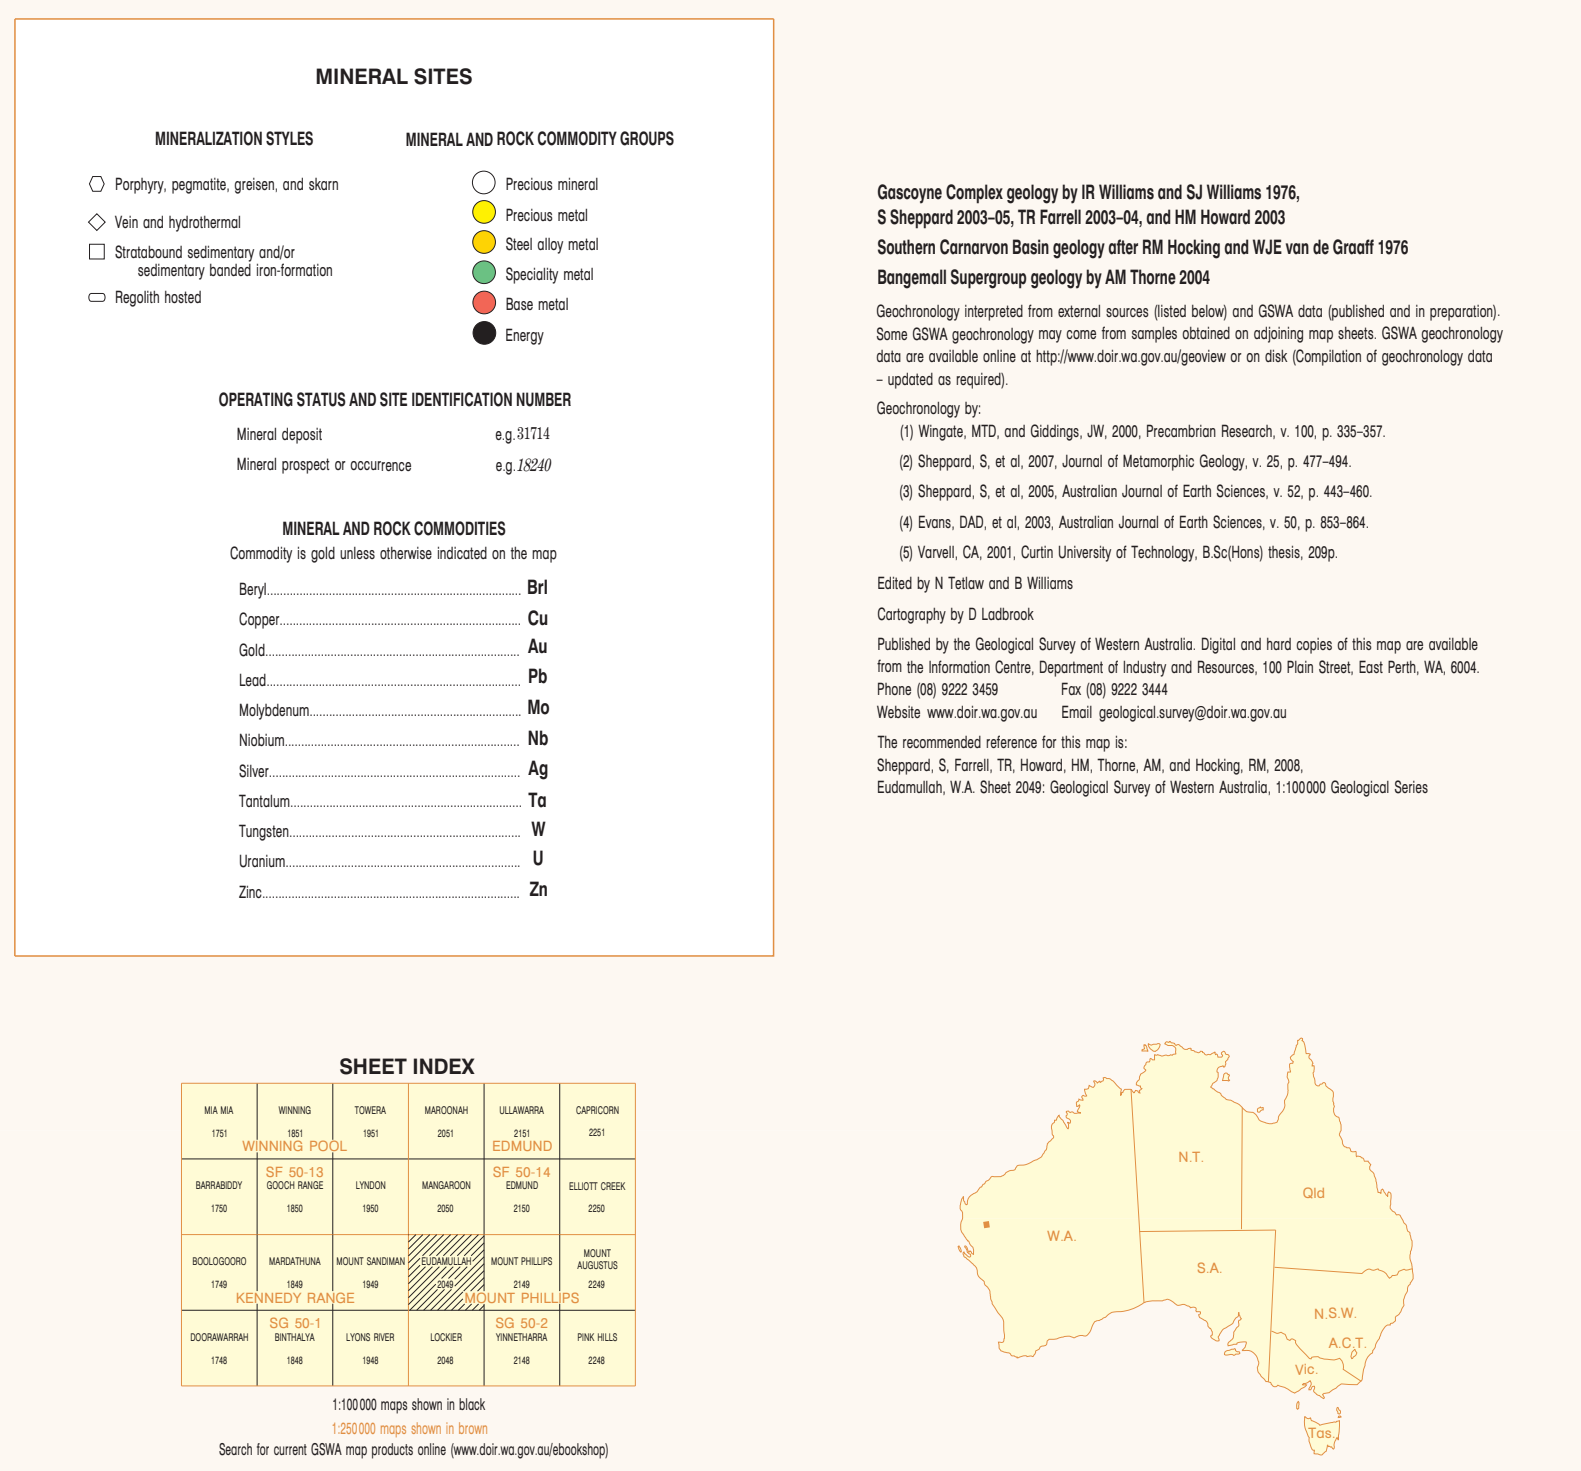 MINERAL SITES
MINERALIZATION STYLES
Porphyry, pegmatite, greisen, and skarn
Vein and hydrothermal
Stratabound sedimentary and/or
sedimentary banded iron-formation
Regolith hosted
MINERAL AND ROCK COMMODITY GROUPS
Precious mineral
Precious metal
Steel alloy metal
Speciality metal
Base metal
Energy
OPERATING STATUS AND SITE IDENTIFICATION NUMBER
Mineral deposit e.g. 31714
Mineral prospect or occurrence e.g. 18240
MINERAL AND ROCK COMMODITIES
Commodity is gold unless otherwise indicated on the map
Beryl Brl
Copper Cu
Gold Au
Lead Pb
Molybdenum Mo
Niobium Nb
Silver Ag
Tantalum Ta
Tungsten W
Uranium U
Zinc Zn
Gascoyne Complex geology by IR Williams and SJ Williams 1976,
S Sheppard 2003–05, TR Farrell 2003–04, and HM Howard 2003
Southern Carnarvon Basin geology after RM Hocking and WJE van de Graaff 1976
Bangemall Supergroup geology by AM Thorne 2004
Geochronology interpreted from external sources (listed below) and GSWA data (published and in preparation).
Some GSWA geochronology may come from samples obtained on adjoining map sheets. GSWA geochronology
data are available online at http://www.doir.wa.gov.au/geoview or on disk (Compilation of geochronology data
– updated as required).
Geochronology by:
(1) Wingate, MTD, and Giddings, JW, 2000, Precambrian Research, v. 100, p. 335–357.
(2) Sheppard, S, et al, 2007, Journal of Metamorphic Geology, v. 25, p. 477–494.
(3) Sheppard, S, et al, 2005, Australian Journal of Earth Sciences, v. 52, p. 443–460.
(4) Evans, DAD, et al, 2003, Australian Journal of Earth Sciences, v. 50, p. 853–864.
(5) Varvell, CA, 2001, Curtin University of Technology, B.Sc(Hons) thesis, 209p.
Edited by N Tetlaw and B Williams
Cartography by D Ladbrook
Published by the Geological Survey of Western Australia. Digital and hard copies of this map are available
from the Information Centre, Department of Industry and Resources, 100 Plain Street, East Perth, WA, 6004.
Phone (08) 9222 3459 Fax (08) 9222 3444
Website www.doir.wa.gov.au Email geological.survey@doir.wa.gov.au
The recommended reference for this map is:
Sheppard, S, Farrell, TR, Howard, HM, Thorne, AM, and Hocking, RM, 2008,
Eudamullah, W.A. Sheet 2049: Geological Survey of Western Australia, 1:100 000 Geological Series
SHEET INDEX
MIA MIA WINNING TOWERA MAROONAH ULLAWARRA CAPRICORN
1751 1851 1951 2051 2151 2251
WINNING POOL EDMUND
SF 50-13 SF 50-14
BARRABIDDY GOOCH RANGE LYNDON MANGAROON EDMUND ELLIOTT CREEK
1750 1850 1950 2050 2150 2250
BOOLOGOORO MARDATHUNA MOUNT SANDIMAN EUDAMULLAH MOUNT PHILLIPS MOUNT AUGUSTUS
1749 1849 1949 2049 2149 2249
KENNEDY RANGE MOUNT PHILLIPS
SG 50-1 SG 50-2
DOORAWARRAH BINTHALYA LYONS RIVER LOCKIER YINNETHARRA PINK HILLS
1748 1848 1948 2048 2148 2248
1:100 000 maps shown in black
1:250 000 maps shown in brown
Search for current GSWA map products online (www.doir.wa.gov.au/ebookshop)
N.T.
Qld
W.A.
S.A.
N.S.W.
A.C.T.
Vic.
Tas.